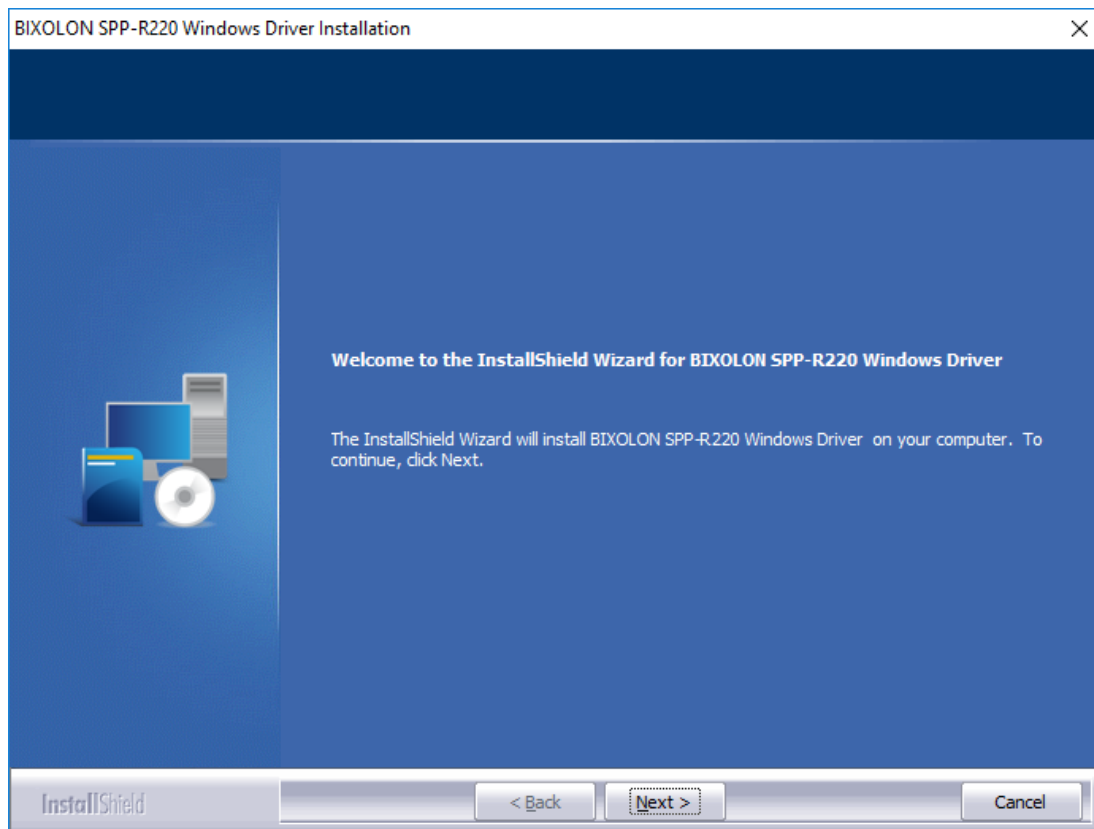 BIXOLON SPP-R220 Windows Driver Installation
Welcome to the InstallShield Wizard for BIXOLON SPP-R220 Windows Driver
The InstallShield Wizard will install BIXOLON SPP-R220 Windows Driver  on your computer.  To
continue, click Next.
InstallShield
< Back
Next >
Cancel